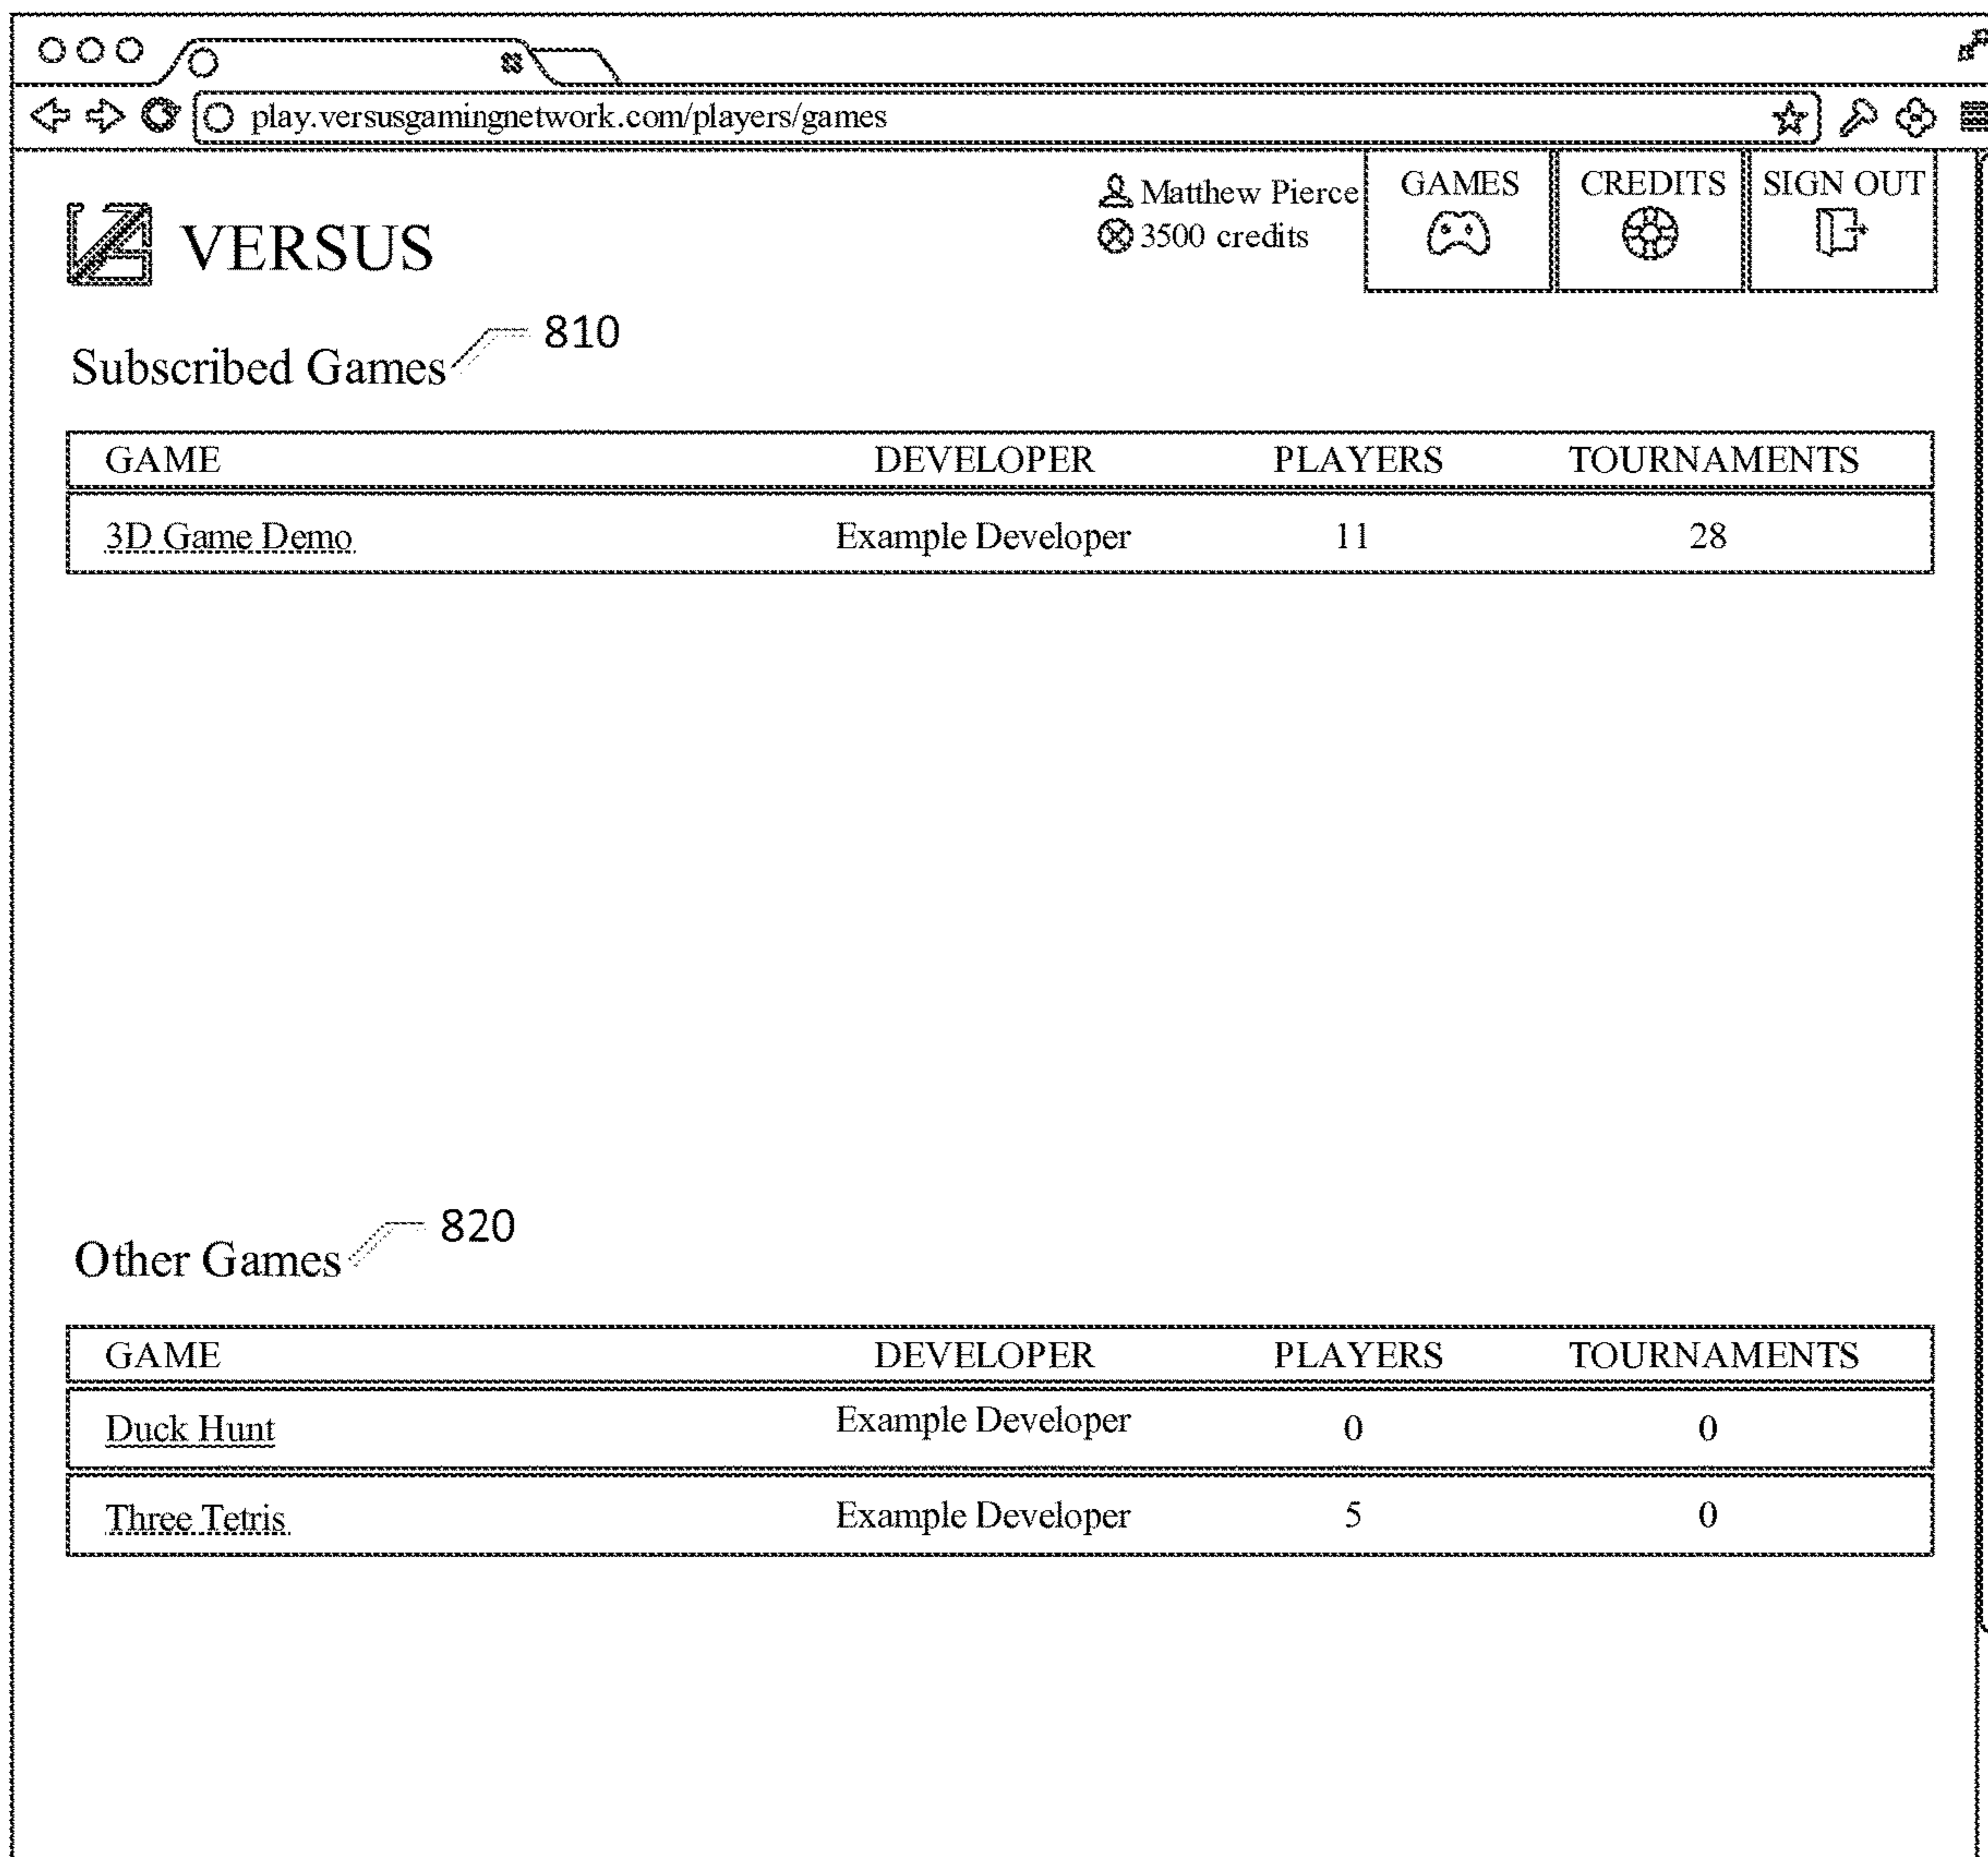 play.versusgamingnetwork.com/players/games
VERSUS
Matthew Pierce
3500 credits
GAMES
CREDITS
SIGN OUT
Subscribed Games
810
GAME DEVELOPER PLAYERS TOURNAMENTS
3D Game Demo Example Developer 11 28
Other Games
820
GAME DEVELOPER PLAYERS TOURNAMENTS
Duck Hunt Example Developer 0 0
Three Tetris Example Developer 5 0